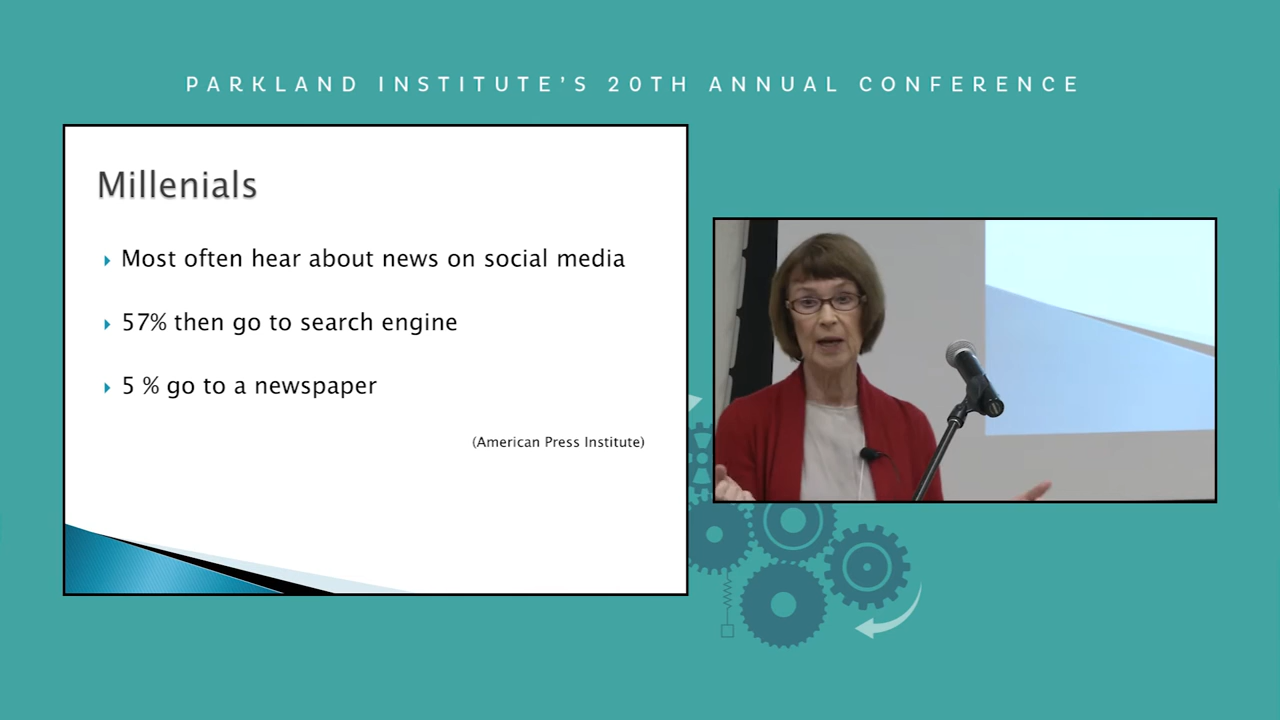 PARKLAND INSTITUTE'S 20TH ANNUAL CONFERENCE
Millenials
Most often hear about news on social media
57% then go to search engine
5 % go to a newspaper
(American Press Institute)